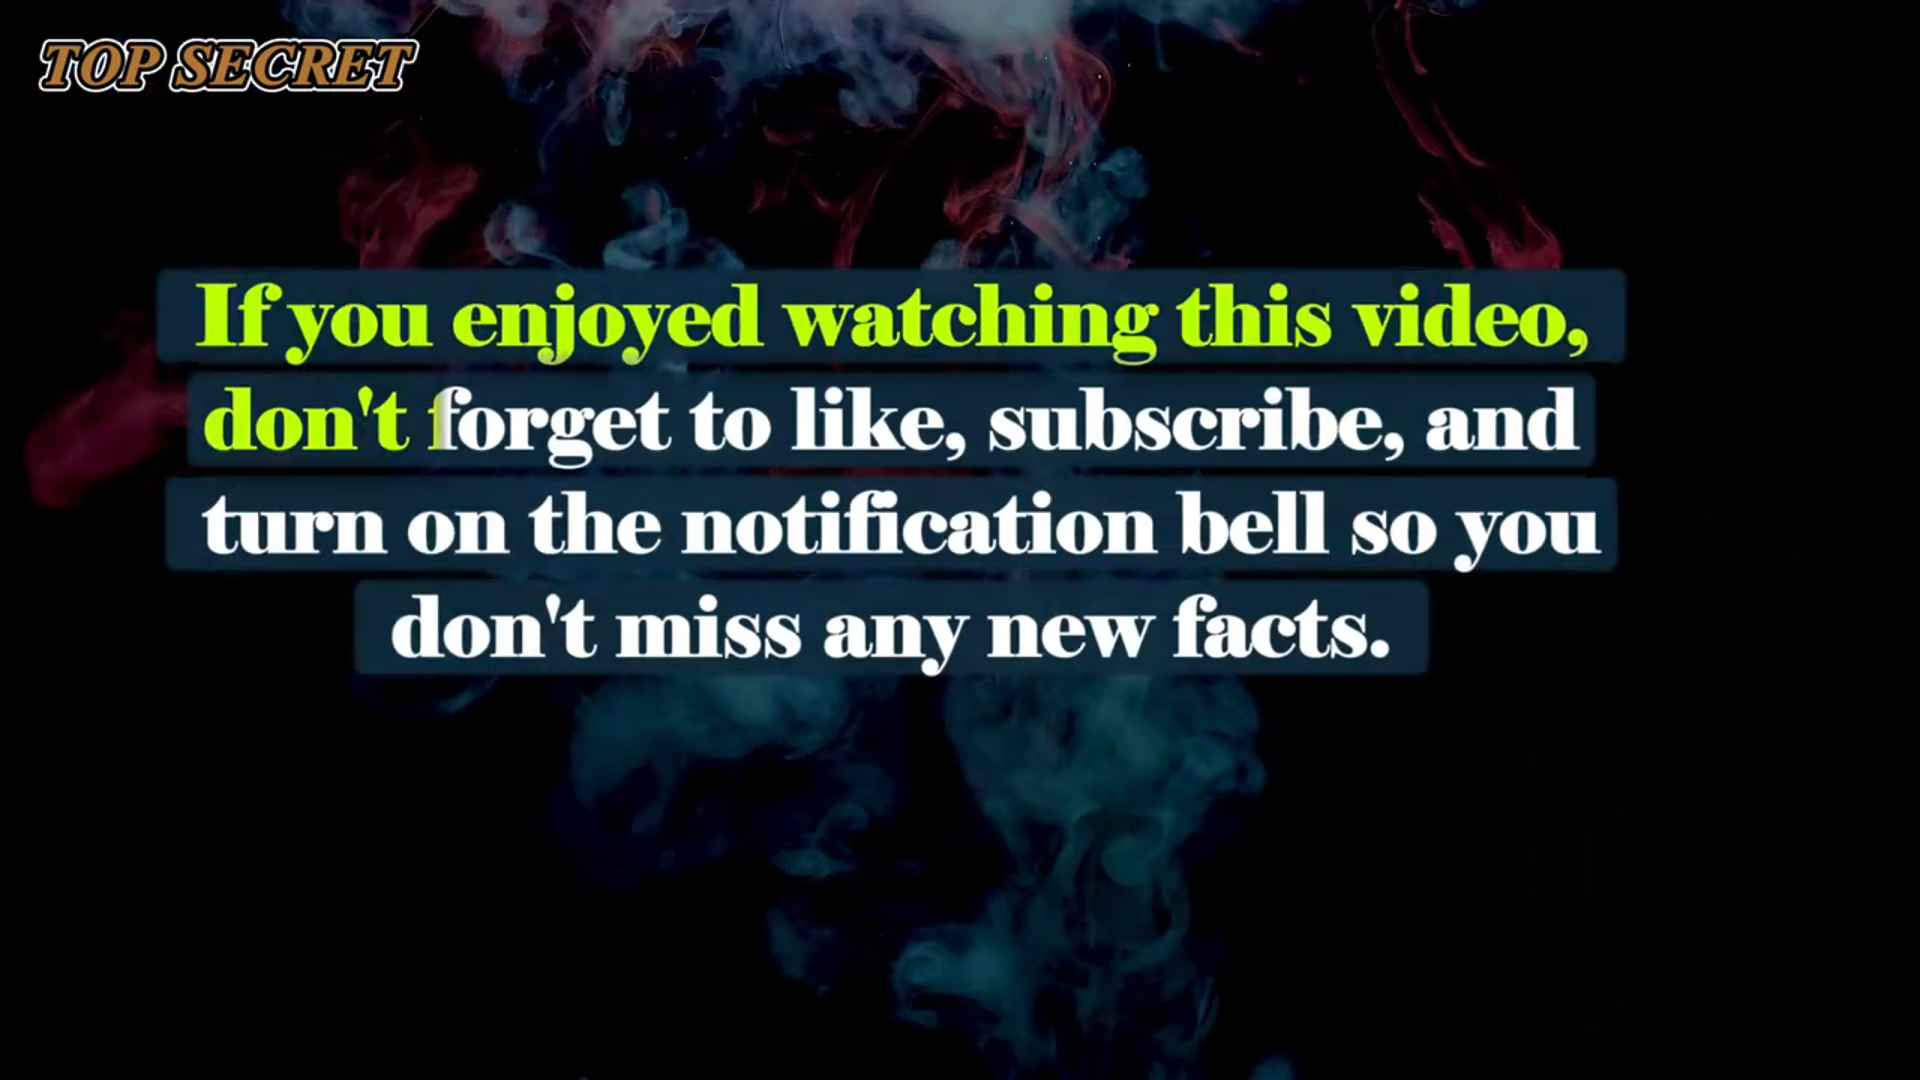 TOP SECRET
If you enjoyed watching this video,
don't forget to like, subscribe, and
turn on the notification bell so you
don't miss any new facts.